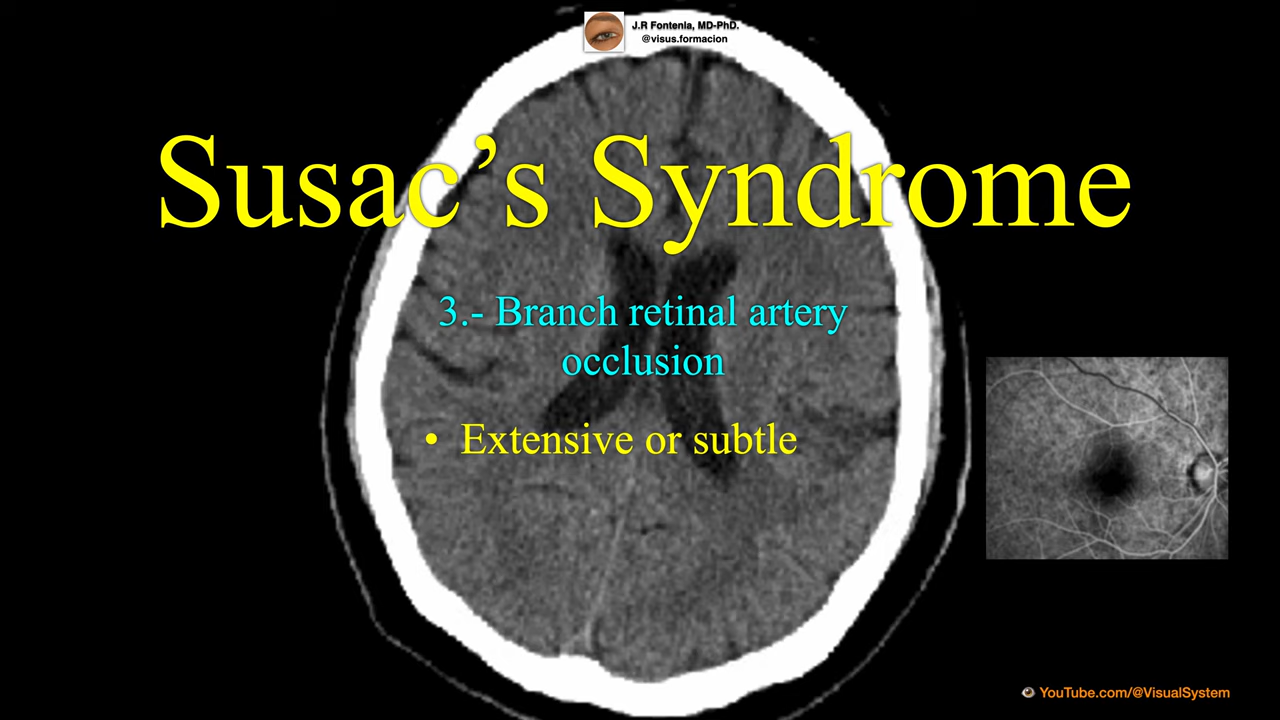 J.R Fontenla, MD-PhD.
@visus.formacion
Susac’s Syndrome
3.- Branch retinal artery
occlusion
• Extensive or subtle
YouTube.com/@VisualSystem